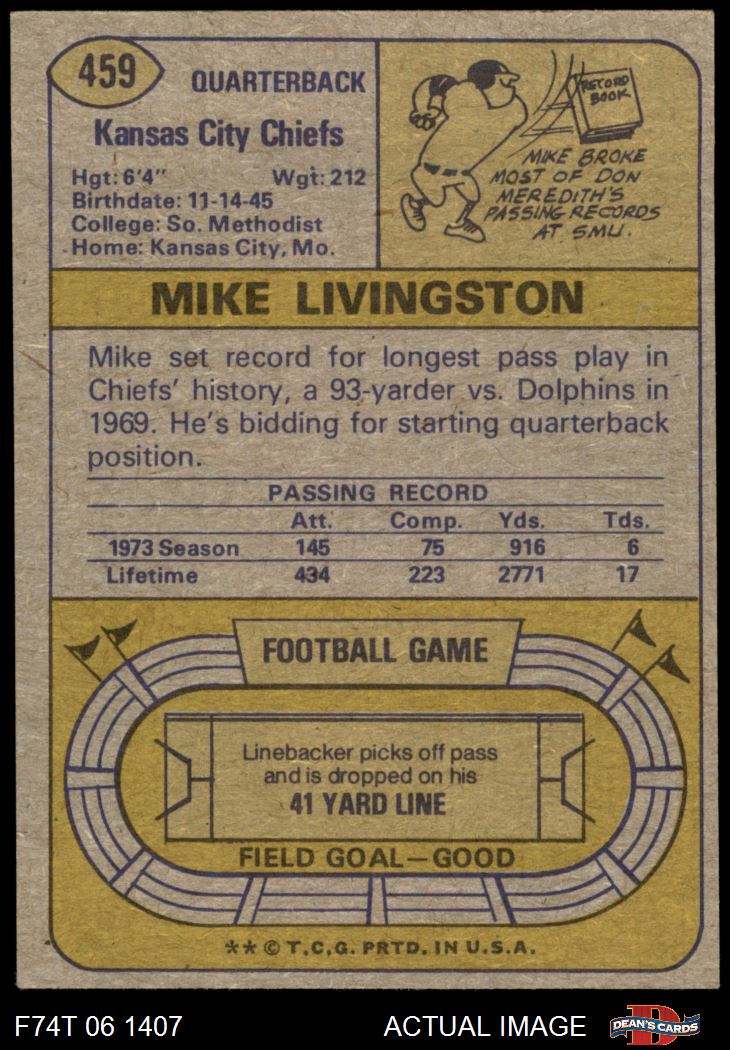 459
QUARTERBACK
Kansas City Chiefs
Hgt: 6'4" Wgt: 212
Birthdate: 11-14-45
College: So. Methodist
Home: Kansas City, Mo.
RECORD
BOOK
MIKE BROKE
MOST OF DON
MEREDITH'S
PASSING RECORDS
AT SMU.
MIKE LIVINGSTON
Mike set record for longest pass play in
Chiefs' history, a 93-yarder vs. Dolphins in
1969. He's bidding for starting quarterback
position.
PASSING RECORD
Att. Comp. Yds. Tds.
1973 Season 145 75 916 6
Lifetime 434 223 2771 17
FOOTBALL GAME
Linebacker picks off pass
and is dropped on his
41 YARD LINE
FIELD GOAL—GOOD
** © T.C.G. PRTD. IN U.S.A.
F74T 06 1407 ACTUAL IMAGE D DEAN'S CARDS